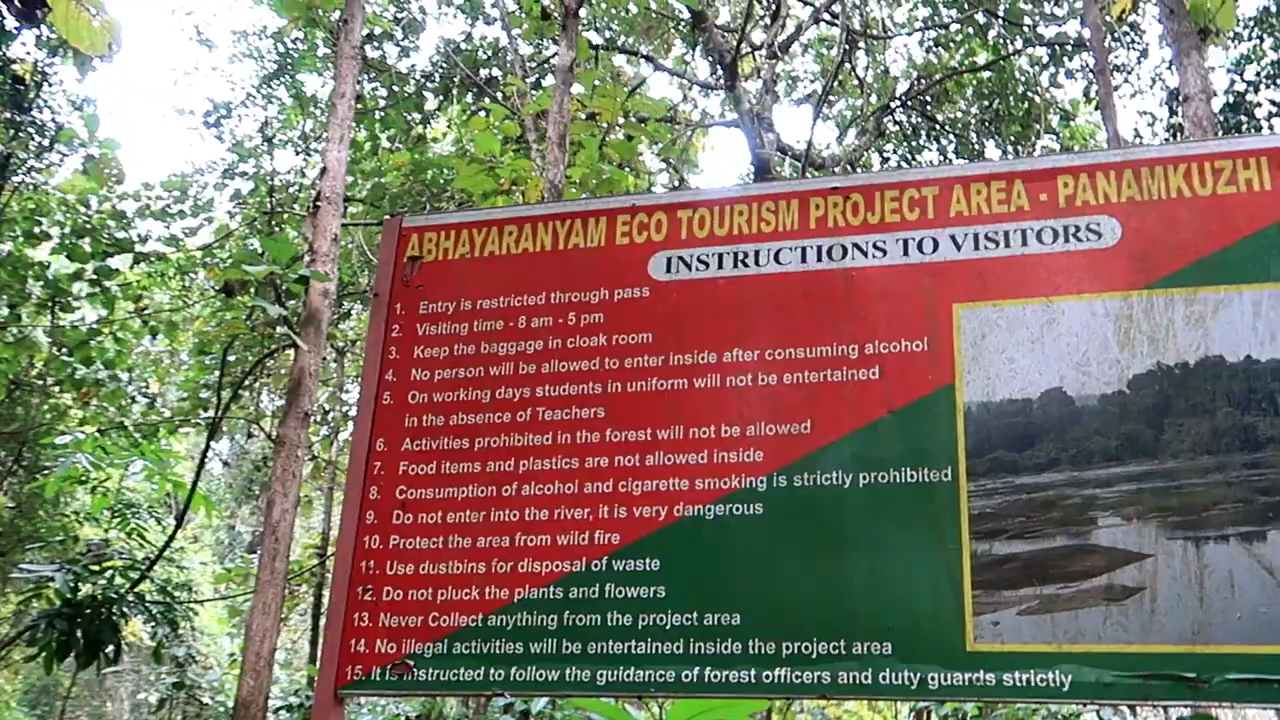 ABHAYARANYAM ECO TOURISM PROJECT AREA - PANAMKUZHI
INSTRUCTIONS TO VISITORS
1. Entry is restricted through pass
2. Visiting time - 8 am - 5 pm
3. Keep the baggage in cloak room
4. No person will be allowed to enter inside after consuming alcohol
5. On working days students in uniform will not be entertained
in the absence of Teachers
6. Activities prohibited in the forest will not be allowed
7. Food items and plastics are not allowed inside
8. Consumption of alcohol and cigarette smoking is strictly prohibited
9. Do not enter into the river, it is very dangerous
10. Protect the area from wild fire
11. Use dustbins for disposal of waste
12. Do not pluck the plants and flowers
13. Never Collect anything from the project area
14. No illegal activities will be entertained inside the project area
15. It is instructed to follow the guidance of forest officers and duty guards strictly